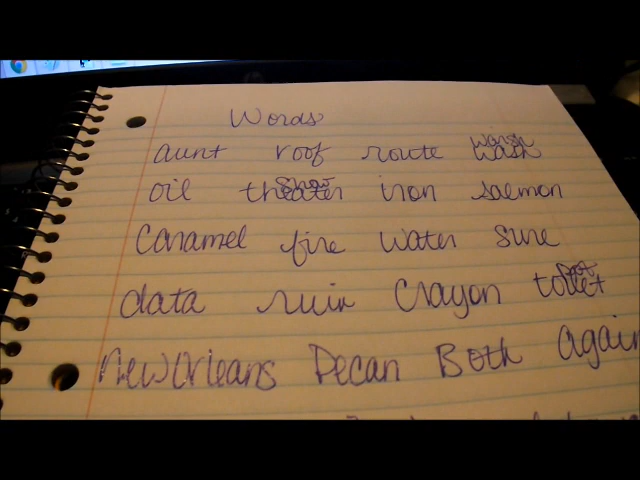 Words
aunt roof route warsh wash
oil theater iron salmon
Caramel fire water sure
data ruin Crayon toilet
New Orleans Pecan Both Again